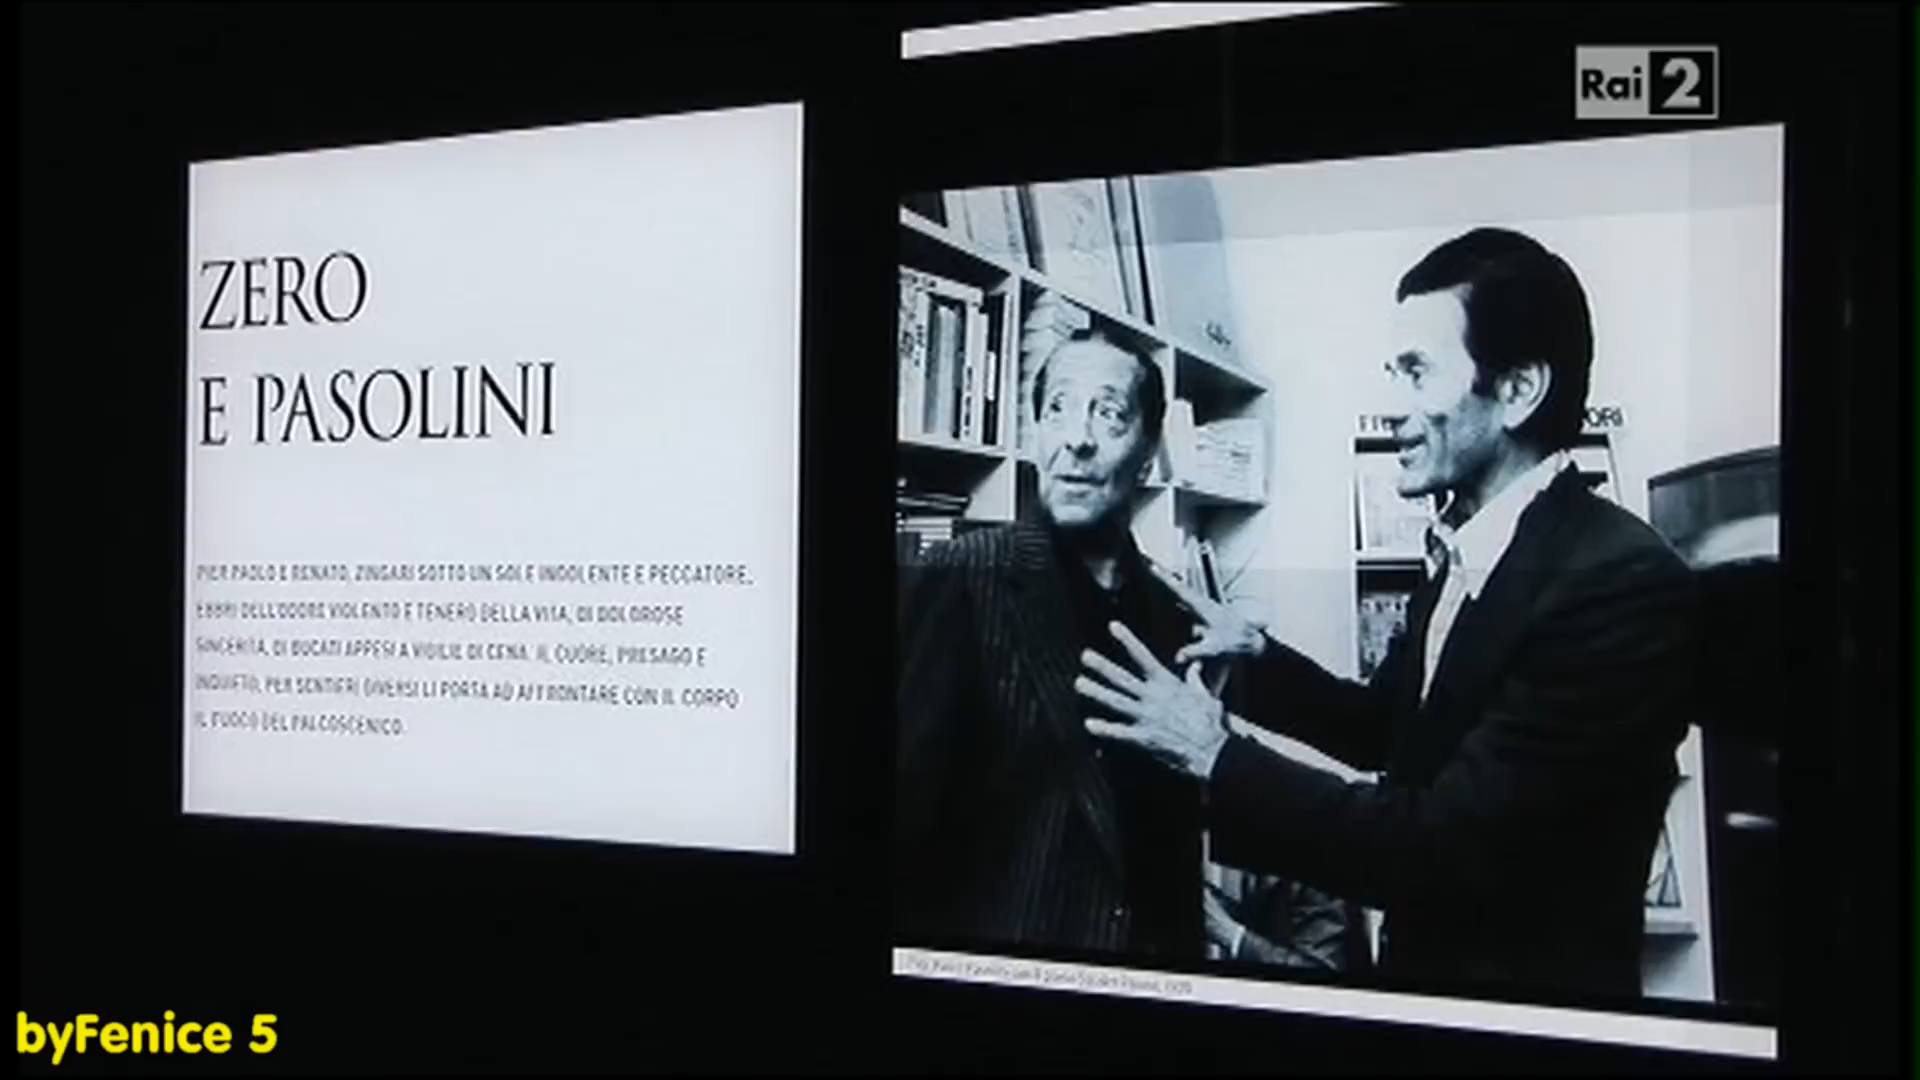 Rai 2
ZERO
E PASOLINI
PIER PAOLO E RENATO, ZINGARI SOTTO UN SOLE INDOLENTE E PECCATORE,
EBBRI DELL'ODORE VIOLENTO E TENERO DELLA VITA, DI DOLOROSE
SINCERITÀ, DI DUCATI APPESI A VIGILIE DI CENA. IL CUORE, PRESAGO E
INQUIETO, PER SENTIERI DIVERSI LI PORTA AD AFFRONTARE CON IL CORPO
IL FUOCO DEL PALCOSCENICO.
byFenice 5